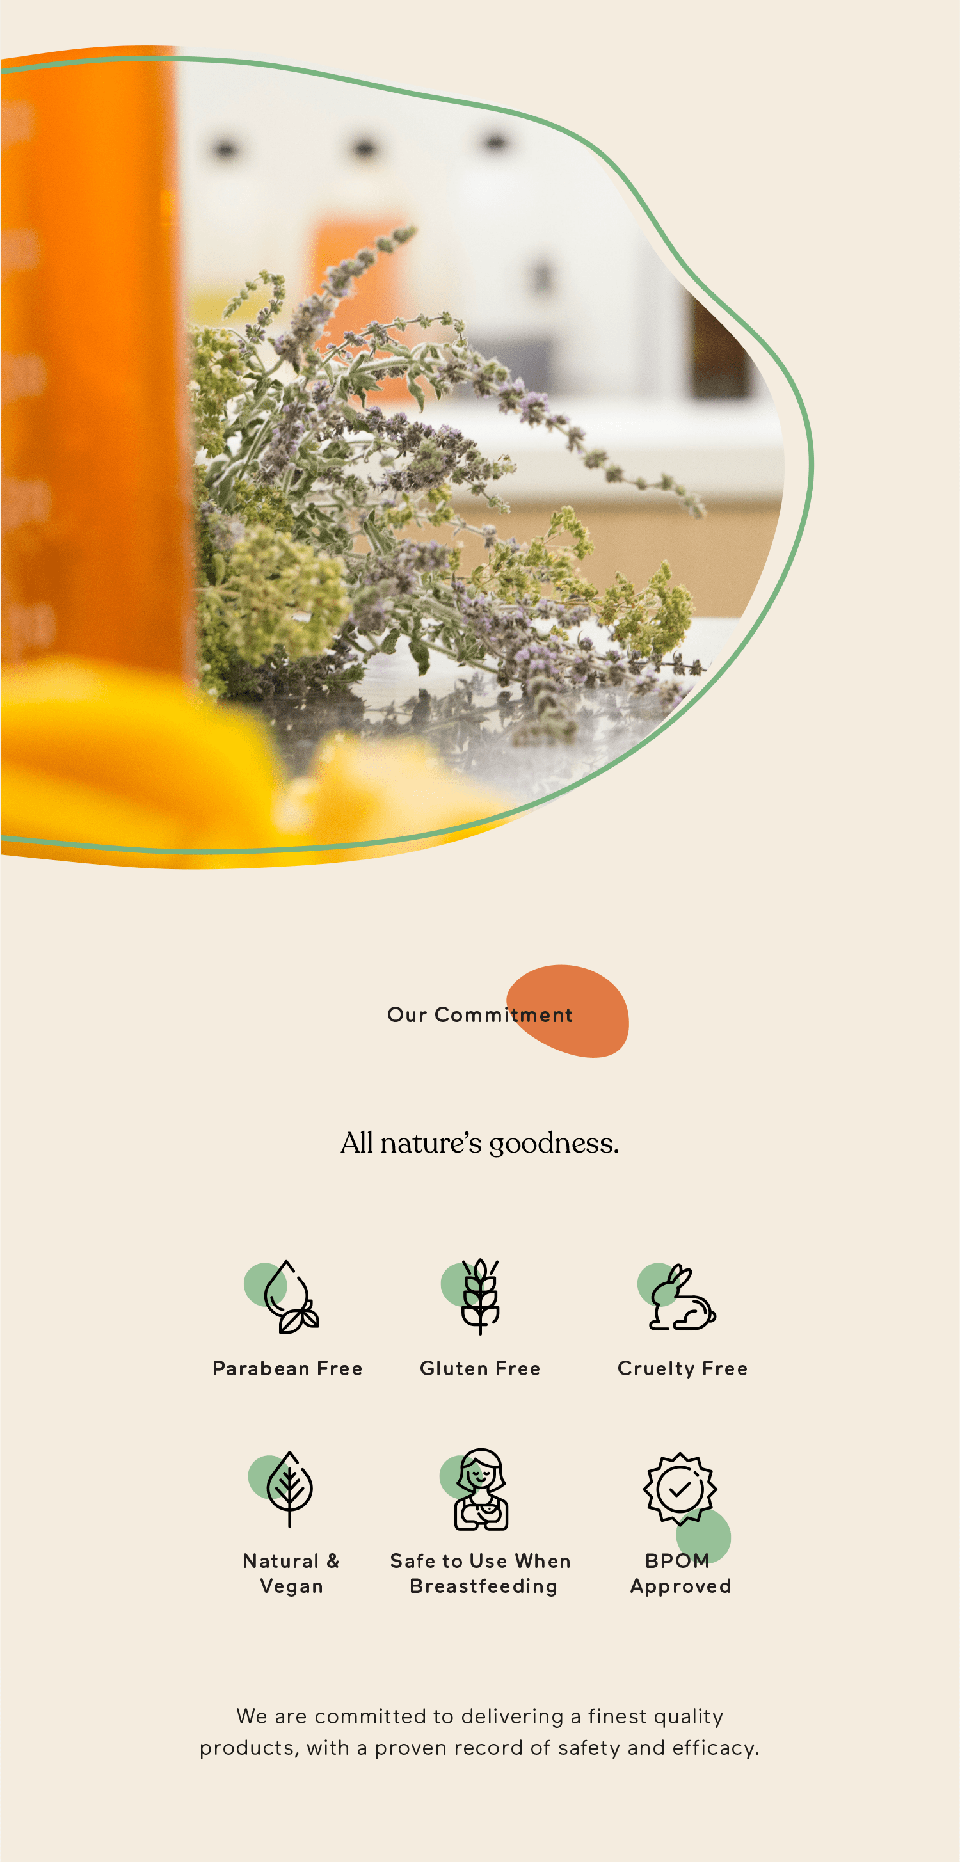 Our Commitment
All nature's goodness.
Parabean Free
Gluten Free
Cruelty Free
Natural &
Vegan
Safe to Use When
Breastfeeding
BPOM
Approved
We are committed to delivering a finest quality
products, with a proven record of safety and efficacy.